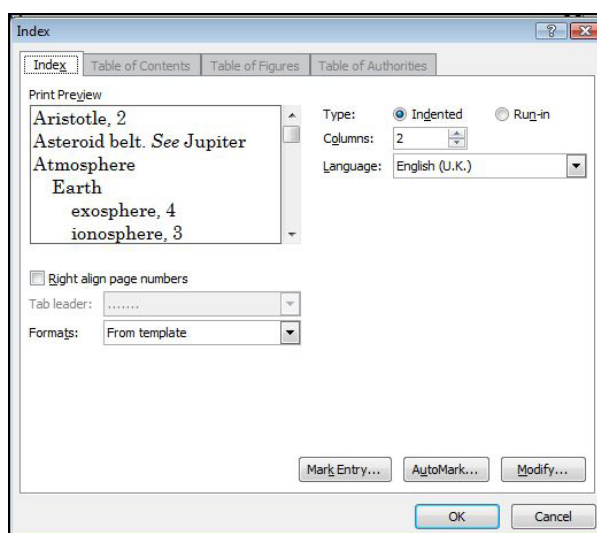 Index
Index Table of Contents Table of Figures Table of Authorities
Print Preview
Aristotle, 2
Asteroid belt. See Jupiter
Atmosphere
Earth
exosphere, 4
ionosphere, 3
Type: Indented Run-in
Columns: 2
Language: English (U.K.)
Right align page numbers
Tab leader: .......
Formats: From template
Mark Entry... AutoMark... Modify...
OK Cancel